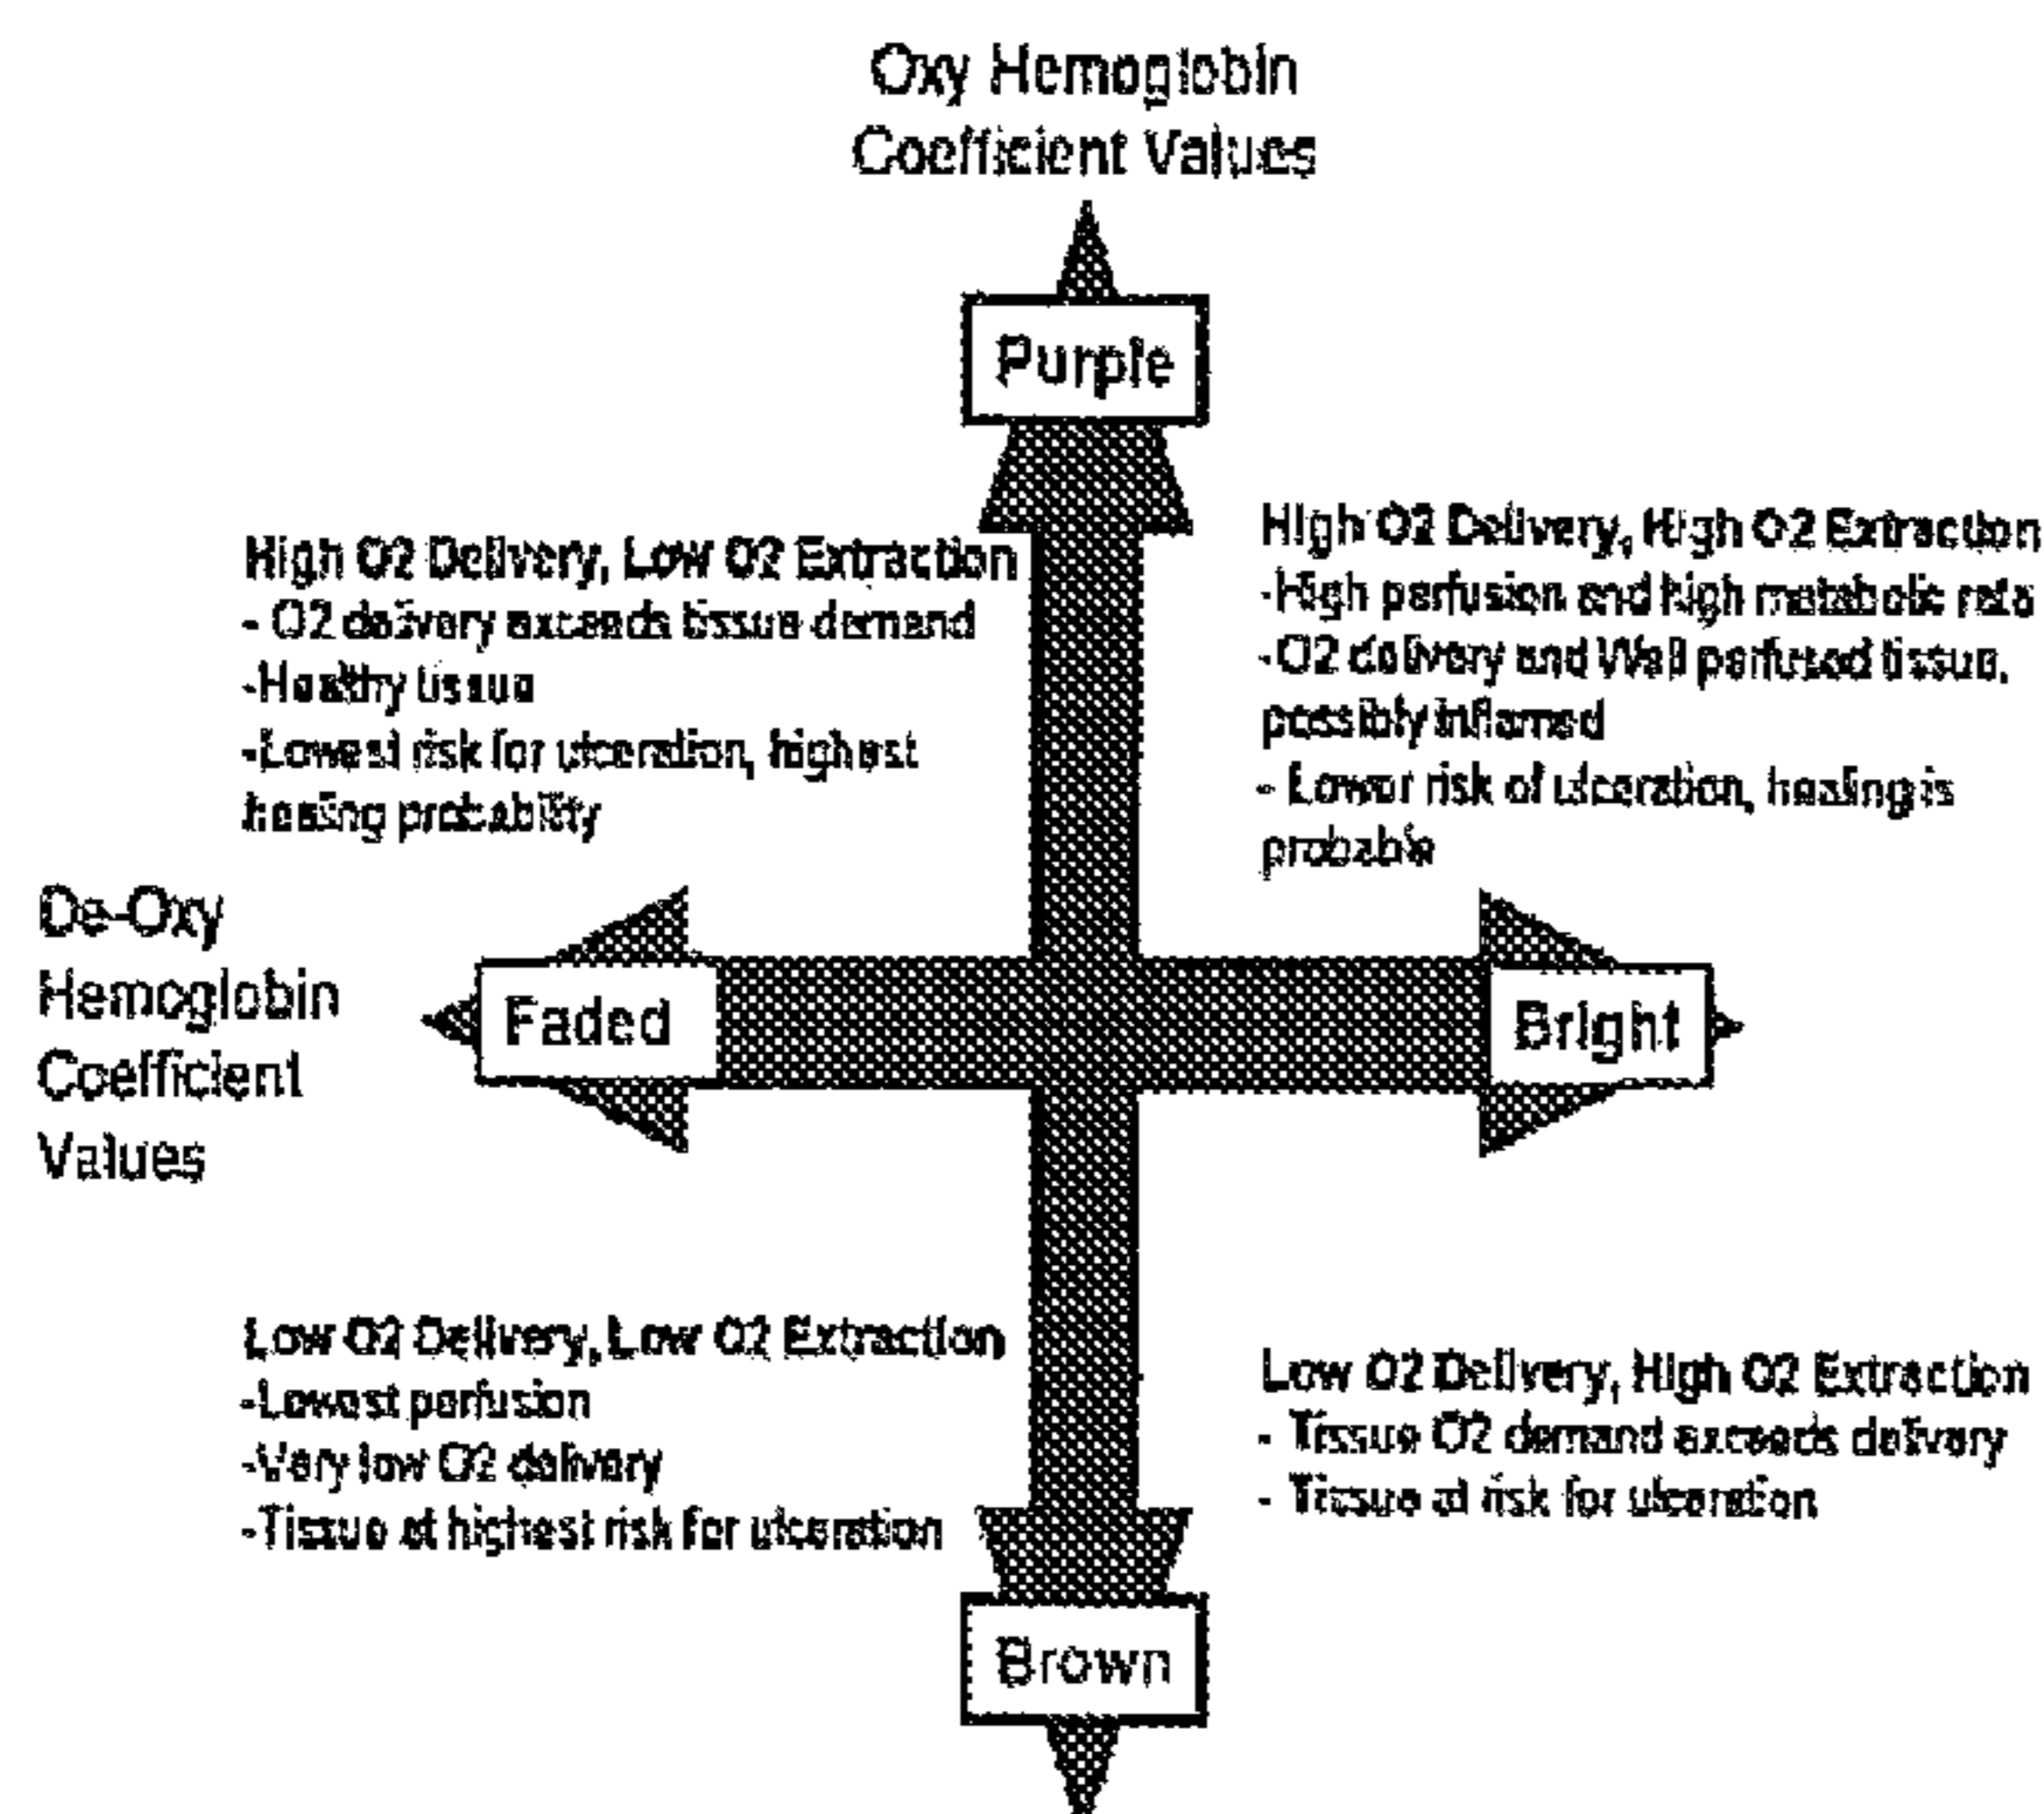 Oxy Hemoglobin
Coefficient Values
Purple
High O2 Delivery, Low O2 Extraction
- O2 delivery exceeds tissue demand
-Healthy tissue
-Lowest risk for ulceration, highest
healing probability
High O2 Delivery, High O2 Extraction
-High perfusion and high metabolic rate
-O2 delivery and Well perfused tissue,
possibly inflamed
- Lower risk of ulceration, healing is
probable
De-Oxy
Hemoglobin
Coefficient
Values
Faded
Bright
Low O2 Delivery, Low O2 Extraction
-Lowest perfusion
-Very low O2 delivery
-Tissue at highest risk for ulceration
Low O2 Delivery, High O2 Extraction
- Tissue O2 demand exceeds delivery
- Tissue at risk for ulceration
Brown